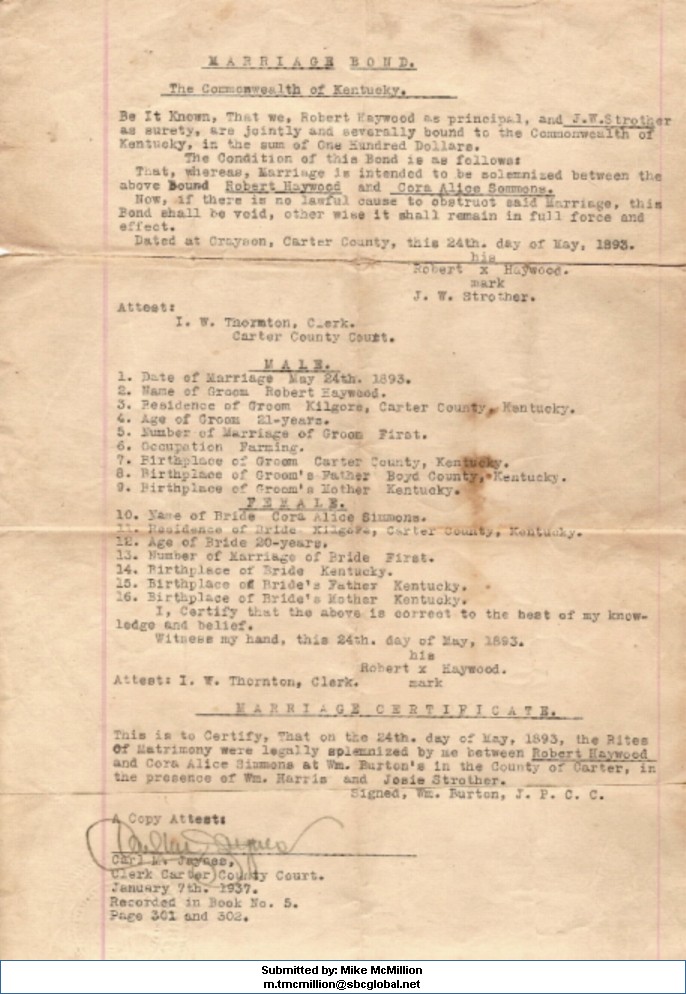 MARRIAGE BOND.
The Commonwealth of Kentucky.
Be It Known, That we, Robert Haywood as principal, and J.W.Strother
as surety, are jointly and severally bound to the Commonwealth of
Kentucky, in the sum of One Hundred Dollars.
The Condition of this Bond is as follows:
That, whereas, Marriage is intended to be solemnized between the
above Bound Robert Haywood and Cora Alice Sommons.
Now, if there is no lawful cause to obstruct said Marriage, this
Bond shall be void, other wise it shall remain in full force and
effect.
Dated at Grayson, Carter County, this 24th. day of May, 1893.
his
Robert x Haywood.
mark
J. W. Strother.
Attest:
I. W. Thornton, Clerk.
Carter County Court.
MALE.
1. Date of Marriage May 24th. 1893.
2. Name of Groom Robert Haywood.
3. Residence of Groom Kilgore, Carter County, Kentucky.
4. Age of Groom 21-years.
5. Number of Marriage of Groom First.
6. Occupation Farming.
7. Birthplace of Groom Carter County, Kentucky.
8. Birthplace of Groom's Father Boyd County, Kentucky.
9. Birthplace of Groom's Mother Kentucky.
FEMALE.
10. Name of Bride Cora Alice Simmons.
11. Residence of Bride Kilgore, Carter County, Kentucky.
12. Age of Bride 20-years.
13. Number of Marriage of Bride First.
14. Birthplace of Bride Kentucky.
15. Birthplace of Bride's Father Kentucky.
16. Birthplace of Bride's Mother Kentucky.
I, Certify that the above is correct to the best of my know-
ledge and belief.
Witness my hand, this 24th. day of May, 1893.
his
Robert x Haywood.
Attest: I. W. Thornton, Clerk. mark
MARRIAGE CERTIFICATE.
This is to Certify, That on the 24th. day of May, 1893, the Rites
Of Matrimony were legally splemnized by me between Robert Haywood
and Cora Alice Simmons at Wm. Burton's in the County of Carter, in
the presence of Wm. Harris and Josie Strother.
Signed, Wm. Burton, J. P. C. C.
A Copy Attest:
Carl M.
Clerk Carter County Court.
January 7th. 1937.
Recorded in Book No. 5.
Page 301 and 302.
Submitted by: Mike McMillion
m.tmcmillion@sbcglobal.net